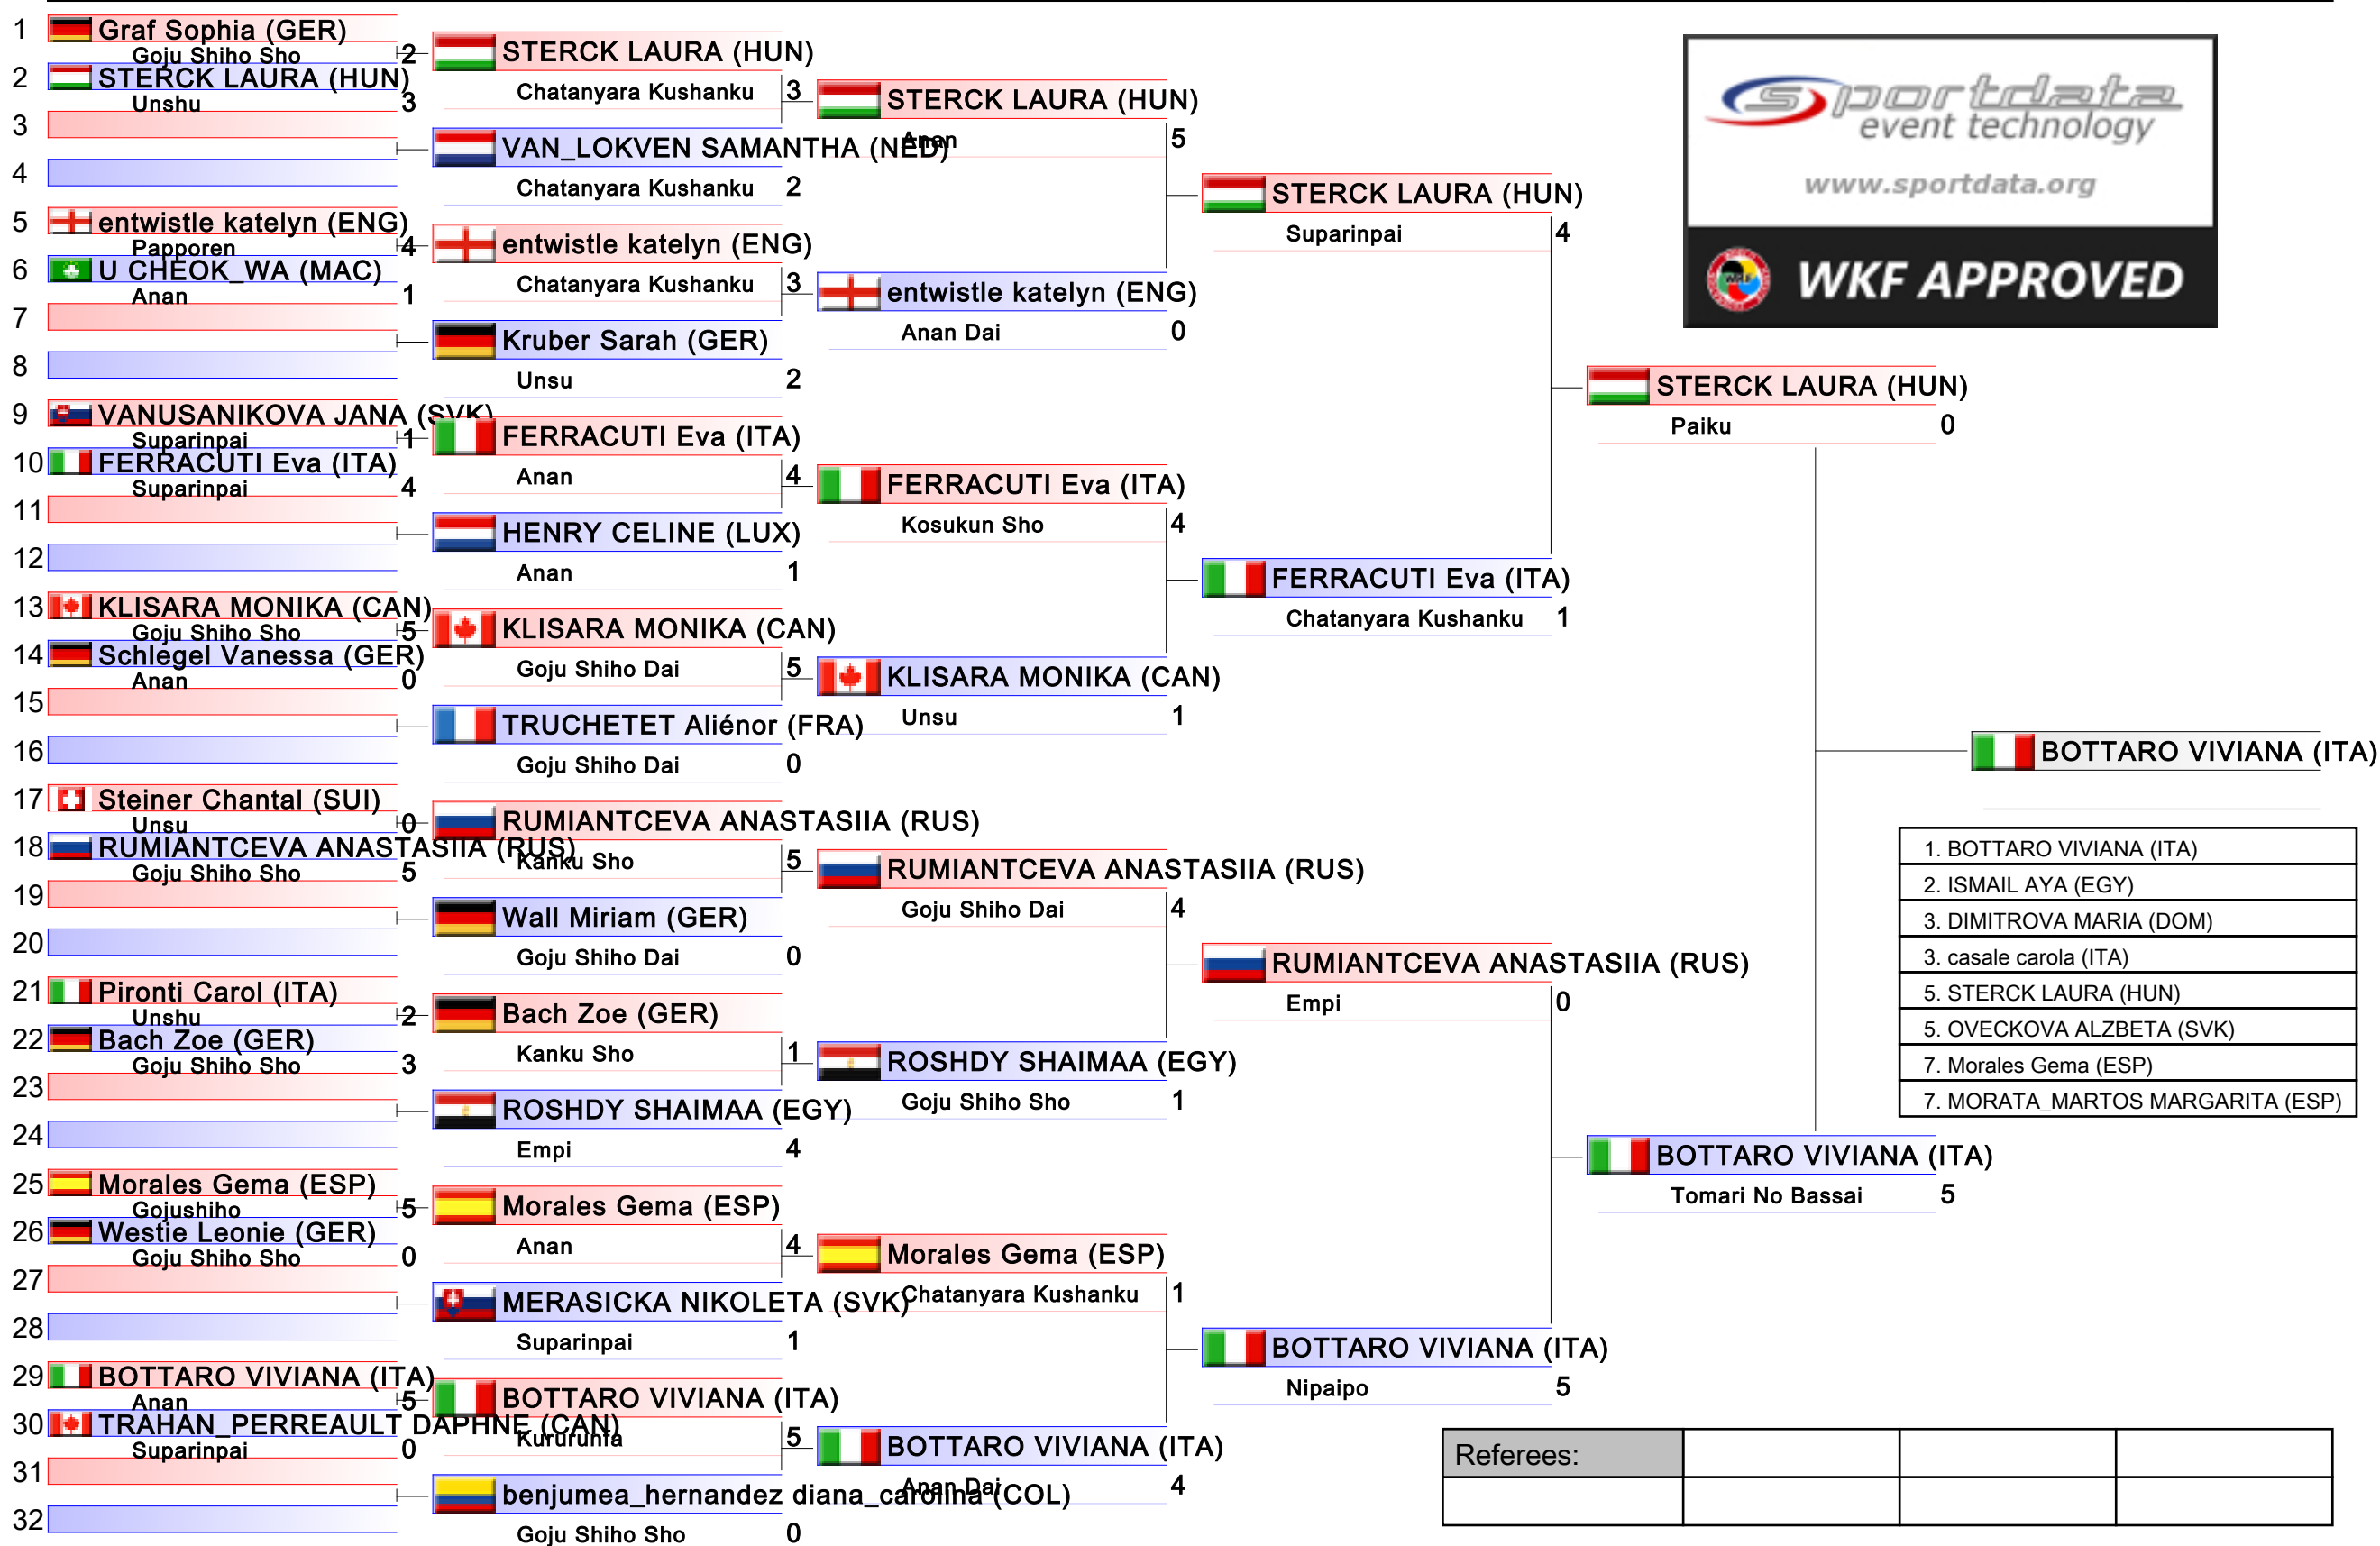 1 Graf Sophia (GER)
Goju Shiho Sho 2
2 STERCK LAURA (HUN)
Unshu 3
3
4
5 entwistle katelyn (ENG)
Papporen 4
6 U CHEOK_WA (MAC)
Anan 1
7
8
9 VANUSANIKOVA JANA (SVK)
Suparinpai 1
10 FERRACUTI Eva (ITA)
Suparinpai 4
11
12
13 KLISARA MONIKA (CAN)
Goju Shiho Sho 5
14 Schlegel Vanessa (GER)
Anan 0
15
16
17 Steiner Chantal (SUI)
Unsu 0
18 RUMIANTCEVA ANASTASIIA (RUS)
Goju Shiho Sho 5
19
20
21 Pironti Carol (ITA)
Unshu 2
22 Bach Zoe (GER)
Goju Shiho Sho 3
23
24
25 Morales Gema (ESP)
Gojushiho 5
26 Westie Leonie (GER)
Goju Shiho Sho 0
27
28
29 BOTTARO VIVIANA (ITA)
Anan 5
30 TRAHAN_PERREAULT DAPHNE (CAN)
Suparinpai 0
31
32
STERCK LAURA (HUN)
Chatanyara Kushanku 3
VAN_LOKVEN SAMANTHA (NED)
Chatanyara Kushanku 2
entwistle katelyn (ENG)
Chatanyara Kushanku 3
Kruber Sarah (GER)
Unsu 2
FERRACUTI Eva (ITA)
Anan 4
HENRY CELINE (LUX)
Anan 1
KLISARA MONIKA (CAN)
Goju Shiho Dai 5
TRUCHETET Aliénor (FRA)
Goju Shiho Dai 0
RUMIANTCEVA ANASTASIIA (RUS)
Kanku Sho 5
Wall Miriam (GER)
Goju Shiho Dai 0
Bach Zoe (GER)
Kanku Sho 1
ROSHDY SHAIMAA (EGY)
Empi 4
Morales Gema (ESP)
Anan 4
MERASICKA NIKOLETA (SVK)
Suparinpai 1
BOTTARO VIVIANA (ITA)
Kururunfa 5
benjumea_hernandez diana_carolina (COL)
Goju Shiho Sho 0
STERCK LAURA (HUN)
Anan 5
entwistle katelyn (ENG)
Anan Dai 0
FERRACUTI Eva (ITA)
Kosukun Sho 4
KLISARA MONIKA (CAN)
Unsu 1
RUMIANTCEVA ANASTASIIA (RUS)
Goju Shiho Dai 4
ROSHDY SHAIMAA (EGY)
Goju Shiho Sho 1
Morales Gema (ESP)
Chatanyara Kushanku 1
BOTTARO VIVIANA (ITA)
Anan Dai 4
STERCK LAURA (HUN)
Suparinpai 4
FERRACUTI Eva (ITA)
Chatanyara Kushanku 1
RUMIANTCEVA ANASTASIIA (RUS)
Empi 0
BOTTARO VIVIANA (ITA)
Nipaipo 5
STERCK LAURA (HUN)
Paiku 0
BOTTARO VIVIANA (ITA)
Tomari No Bassai 5
BOTTARO VIVIANA (ITA)
sportdata
event technology
www.sportdata.org
WKF APPROVED
1. BOTTARO VIVIANA (ITA)
2. ISMAIL AYA (EGY)
3. DIMITROVA MARIA (DOM)
3. casale carola (ITA)
5. STERCK LAURA (HUN)
5. OVECKOVA ALZBETA (SVK)
7. Morales Gema (ESP)
7. MORATA_MARTOS MARGARITA (ESP)
Referees: